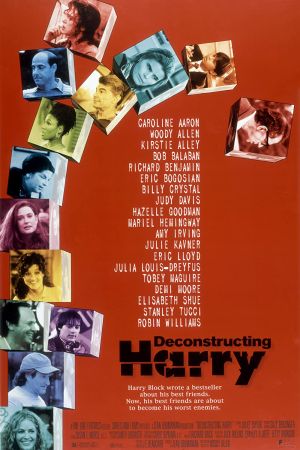 CAROLINE AARON
WOODY ALLEN
KIRSTIE ALLEY
BOB BALABAN
RICHARD BENJAMIN
ERIC BOGOSIAN
BILLY CRYSTAL
JUDY DAVIS
HAZELLE GOODMAN
MARIEL HEMINGWAY
AMY IRVING
JULIE KAVNER
ERIC LLOYD
JULIA LOUIS-DREYFUS
TOBEY MAGUIRE
DEMI MOORE
ELISABETH SHUE
STANLEY TUCCI
ROBIN WILLIAMS
Deconstructing
Harry
Harry Block wrote a bestseller
about his best friends.
Now, his best friends are about
to become his worst enemies.